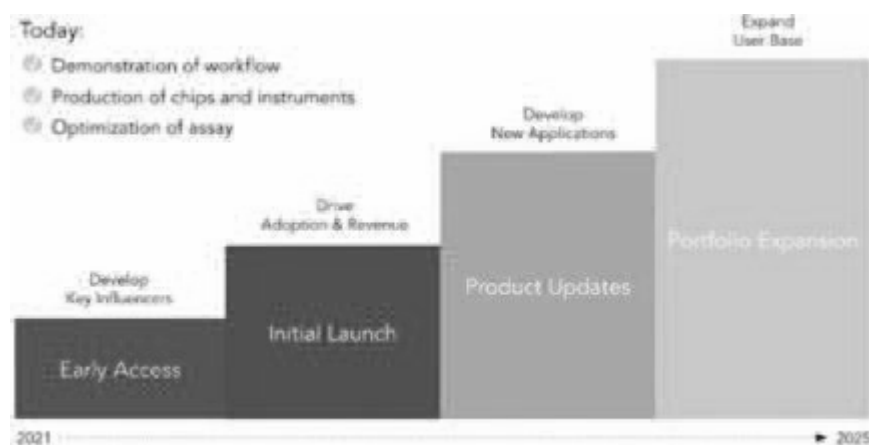 Today:
Demonstration of workflow
Production of chips and instruments
Optimization of assay
Develop
Key Influencers
Early Access
Drive
Adoption & Revenue
Initial Launch
Develop
New Applications
Product Updates
Expand
User Base
Portfolio Expansion
2021
2025